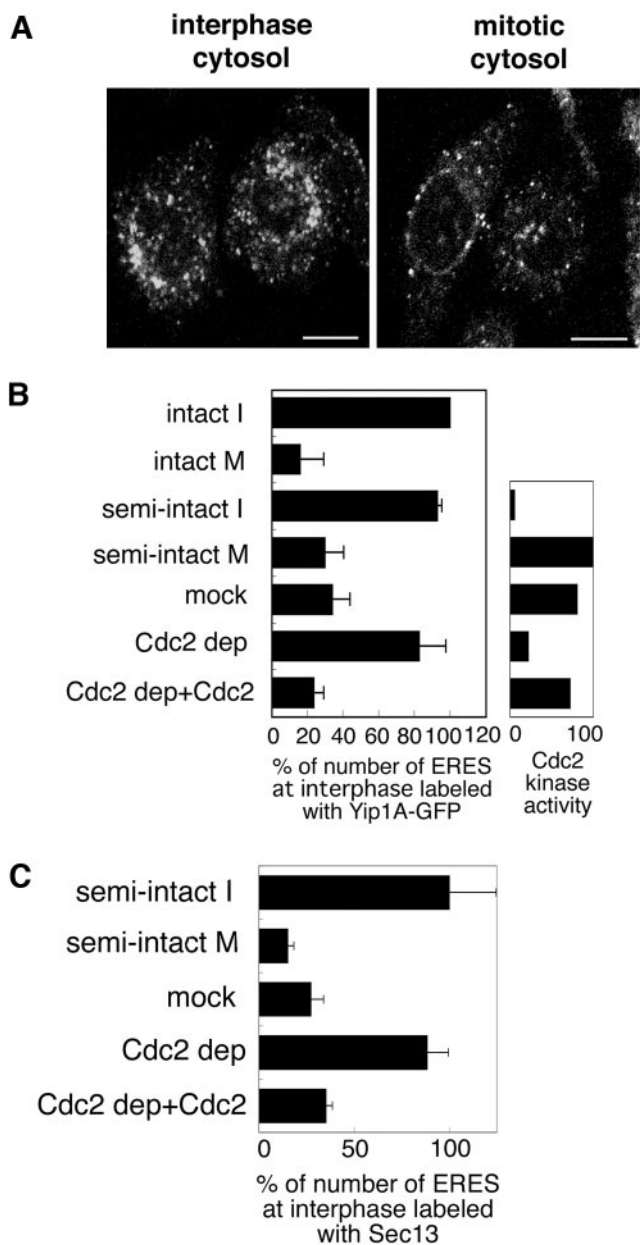 A
interphase
cytosol
mitotic
cytosol
B
intact I
intact M
semi-intact I
semi-intact M
mock
Cdc2 dep
Cdc2 dep+Cdc2
0 20 40 60 80 100 120
% of number of ERES
at interphase labeled
with Yip1A-GFP
0 100
Cdc2
kinase
activity
C
semi-intact I
semi-intact M
mock
Cdc2 dep
Cdc2 dep+Cdc2
0 50 100
% of number of ERES
at interphase labeled
with Sec13